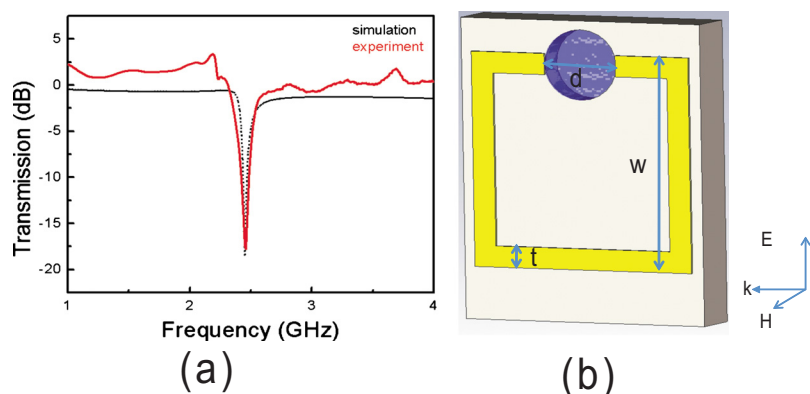 simulation
experiment
5
0
-5
-10
-15
-20
Transmission (dB)
1
2
3
4
Frequency (GHz)
(a)
d
w
t
E
k
H
(b)